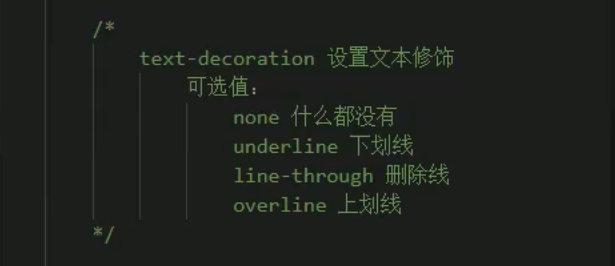 /*
text-decoration 设置文本修饰
可选值：
none 什么都没有
underline 下划线
line-through 删除线
overline 上划线
*/